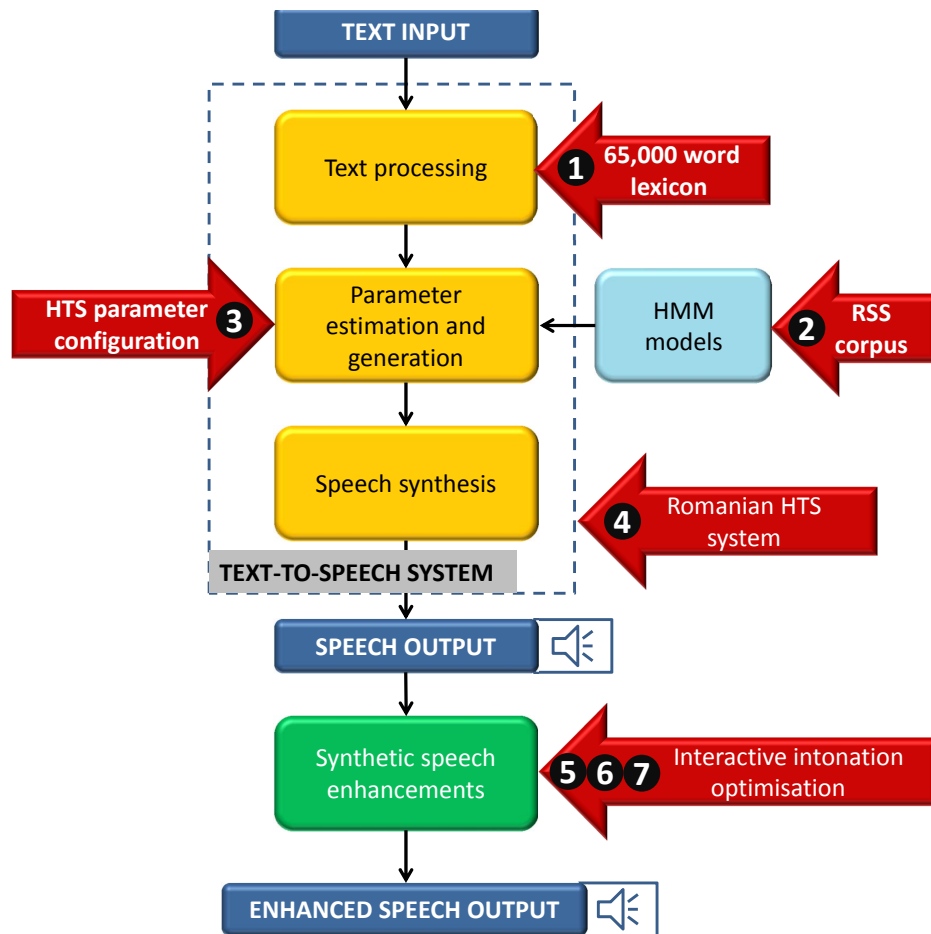 TEXT INPUT
Text processing
1
65,000 word
lexicon
HTS parameter
configuration
3
Parameter
estimation and
generation
HMM
models
2
RSS
corpus
Speech synthesis
4
Romanian HTS
system
TEXT-TO-SPEECH SYSTEM
SPEECH OUTPUT
Synthetic speech
enhancements
5 6 7
Interactive intonation
optimisation
ENHANCED SPEECH OUTPUT